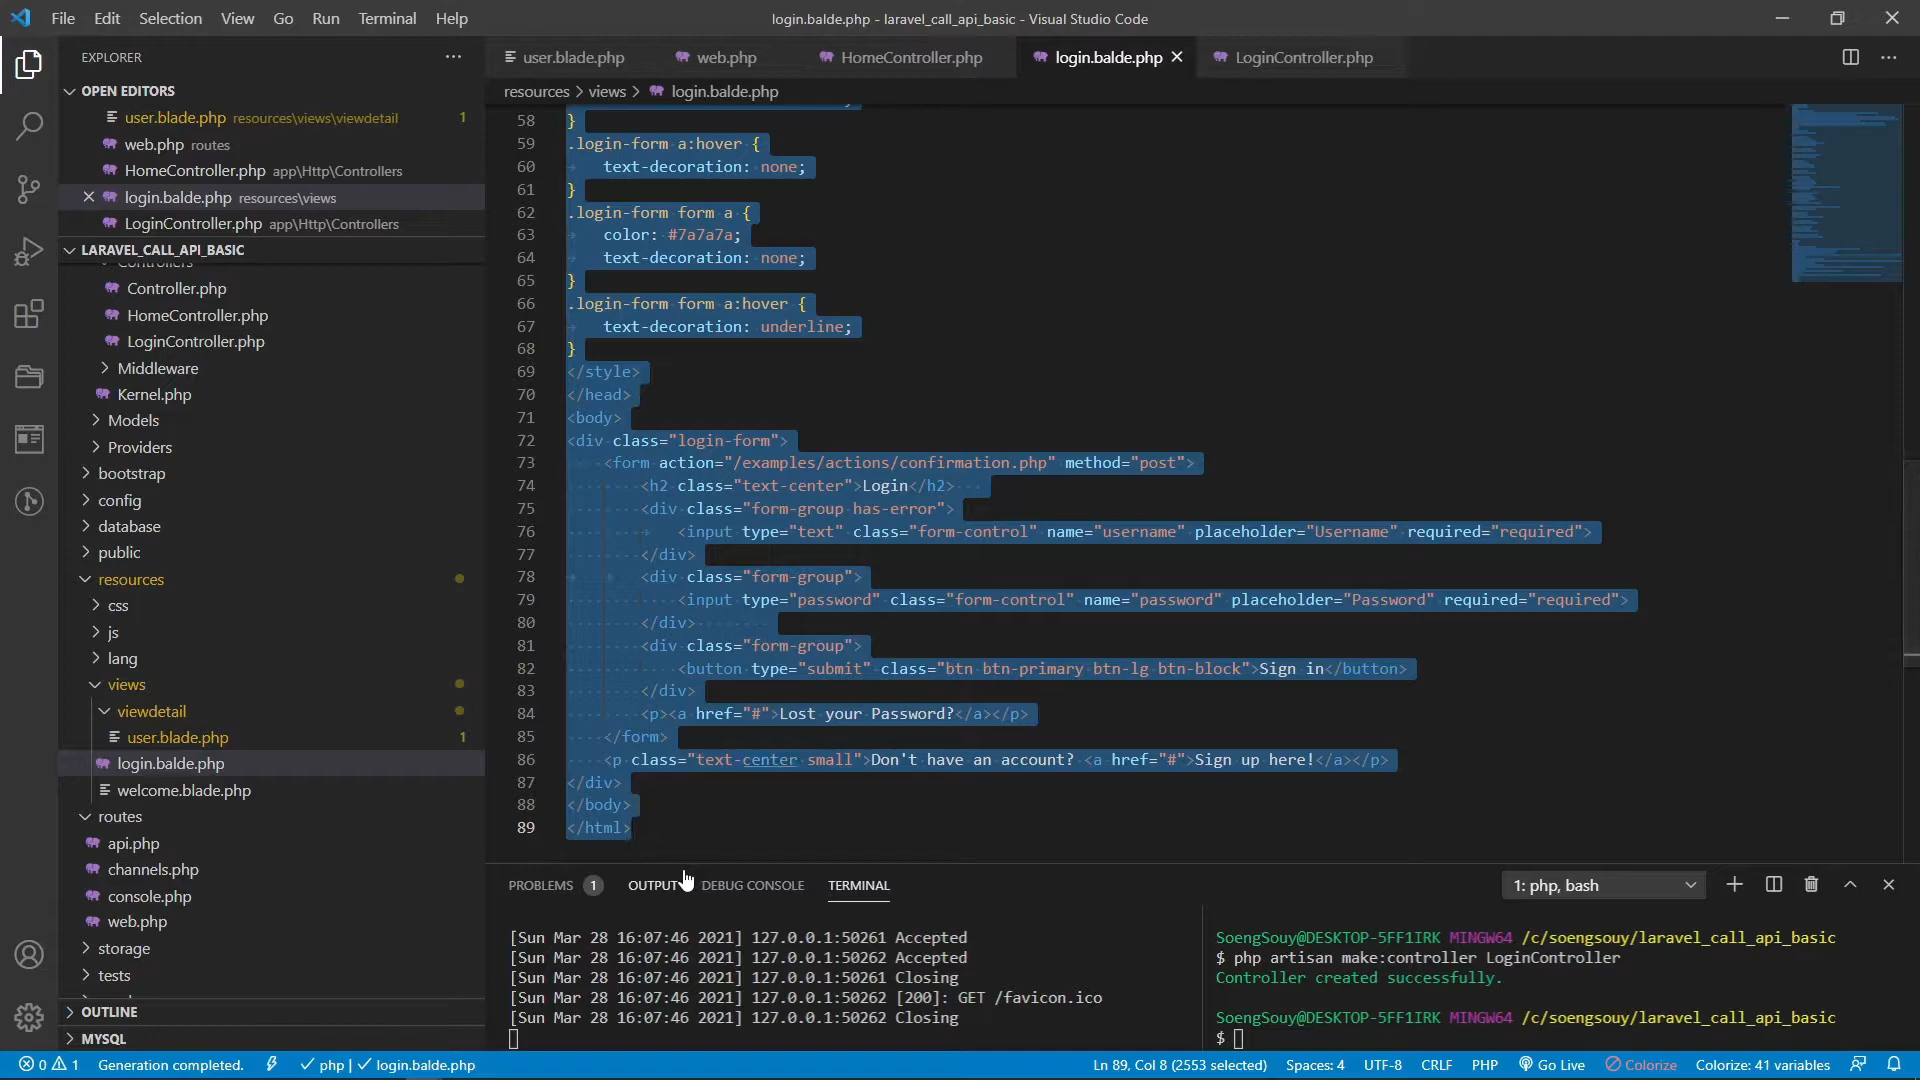 File Edit Selection View Go Run Terminal Help
login.balde.php - laravel_call_api_basic - Visual Studio Code
EXPLORER
OPEN EDITORS
user.blade.php resources\views\viewdetail 1
web.php routes
HomeController.php app\Http\Controllers
login.balde.php resources\views
LoginController.php app\Http\Controllers
LARAVEL_CALL_API_BASIC
Controllers
Controller.php
HomeController.php
LoginController.php
Middleware
Kernel.php
Models
Providers
bootstrap
config
database
public
resources
css
js
lang
views
viewdetail
user.blade.php 1
login.balde.php
welcome.blade.php
routes
api.php
channels.php
console.php
web.php
storage
tests
OUTLINE
MYSQL
user.blade.php web.php HomeController.php login.balde.php LoginController.php
resources > views > login.balde.php
58 }
59 .login-form a:hover {
60 text-decoration: none;
61 }
62 .login-form form a {
63 color: #7a7a7a;
64 text-decoration: none;
65 }
66 .login-form form a:hover {
67 text-decoration: underline;
68 }
69 </style>
70 </head>
71 <body>
72 <div class="login-form">
73 <form action="/examples/actions/confirmation.php" method="post">
74 <h2 class="text-center">Login</h2>
75 <div class="form-group has-error">
76 <input type="text" class="form-control" name="username" placeholder="Username" required="required">
77 </div>
78 <div class="form-group">
79 <input type="password" class="form-control" name="password" placeholder="Password" required="required">
80 </div>
81 <div class="form-group">
82 <button type="submit" class="btn btn-primary btn-lg btn-block">Sign in</button>
83 </div>
84 <p><a href="#">Lost your Password?</a></p>
85 </form>
86 <p class="text-center small">Don't have an account? <a href="#">Sign up here!</a></p>
87 </div>
88 </body>
89 </html>
PROBLEMS 1 OUTPUT DEBUG CONSOLE TERMINAL
1: php, bash
[Sun Mar 28 16:07:46 2021] 127.0.0.1:50261 Accepted
[Sun Mar 28 16:07:46 2021] 127.0.0.1:50262 Accepted
[Sun Mar 28 16:07:46 2021] 127.0.0.1:50261 Closing
[Sun Mar 28 16:07:46 2021] 127.0.0.1:50262 [200]: GET /favicon.ico
[Sun Mar 28 16:07:46 2021] 127.0.0.1:50262 Closing
SoengSouy@DESKTOP-5FF1IRK MINGW64 /c/soengsouy/laravel_call_api_basic
$ php artisan make:controller LoginController
Controller created successfully.
SoengSouy@DESKTOP-5FF1IRK MINGW64 /c/soengsouy/laravel_call_api_basic
$
0 1 Generation completed. php | login.balde.php
Ln 89, Col 8 (2553 selected) Spaces: 4 UTF-8 CRLF PHP Go Live Colorize Colorize: 41 variables